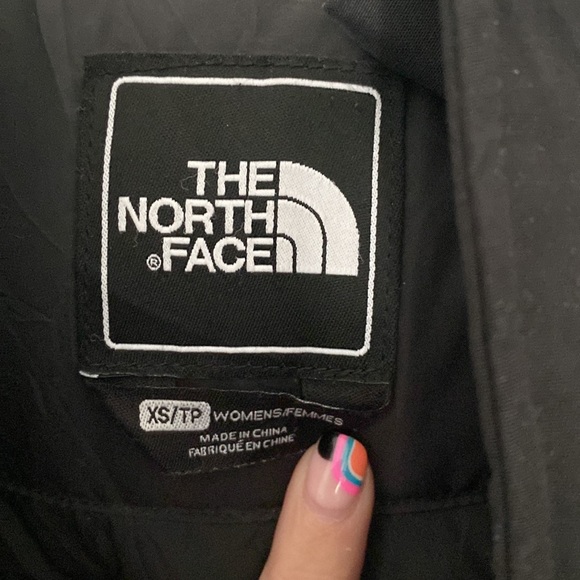 THE
NORTH
®FACE
XS/TP WOMENS/FEMMES
MADE IN CHINA
FABRIQUÉ EN CHINE